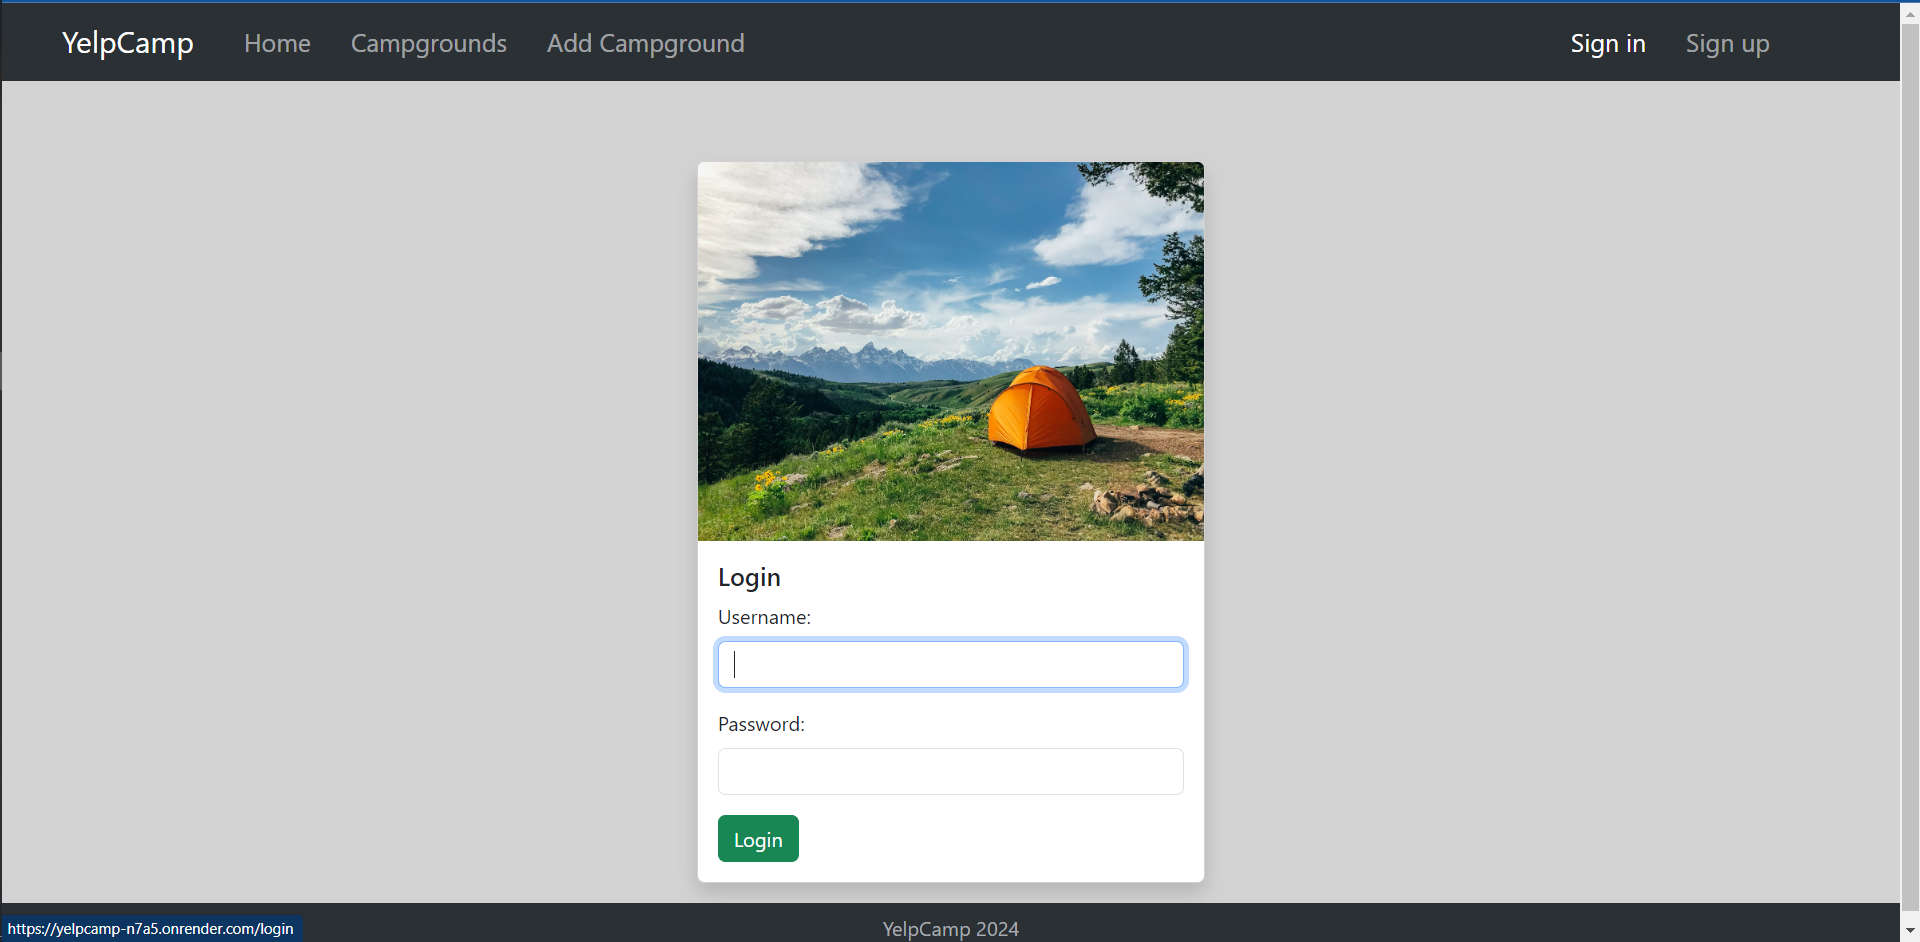 YelpCamp Home Campgrounds Add Campground Sign in Sign up
Login
Username:
Password:
Login
YelpCamp 2024
https://yelpcamp-n7a5.onrender.com/login